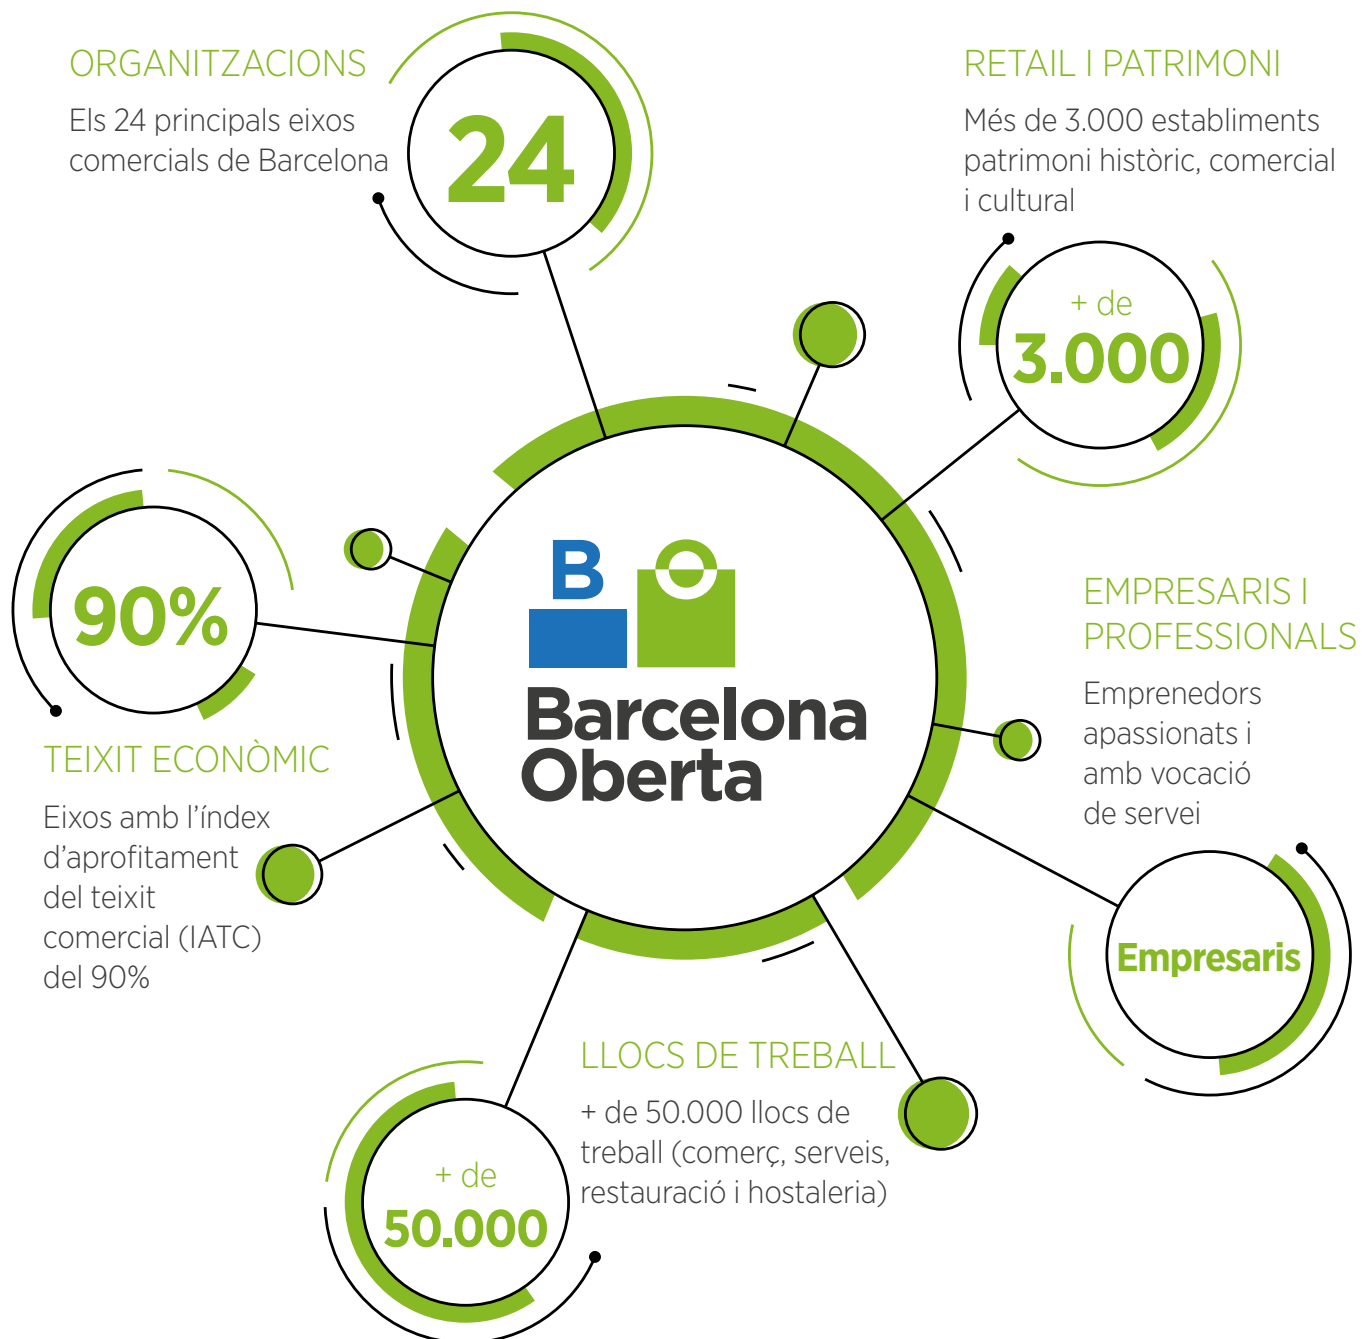 ORGANITZACIONS
Els 24 principals eixos
comercials de Barcelona
24
RETAIL I PATRIMONI
Més de 3.000 establiments
patrimoni històric, comercial
i cultural
+ de
3.000
90%
TEIXIT ECONÒMIC
Eixos amb l’índex
d’aprofitament
del teixit
comercial (IATC)
del 90%
B
Barcelona
Oberta
EMPRESARIS I
PROFESSIONALS
Emprenedors
apassionats i
amb vocació
de servei
Empresaris
LLOCS DE TREBALL
+ de 50.000 llocs de
treball (comerç, serveis,
restauració i hostaleria)
+ de
50.000